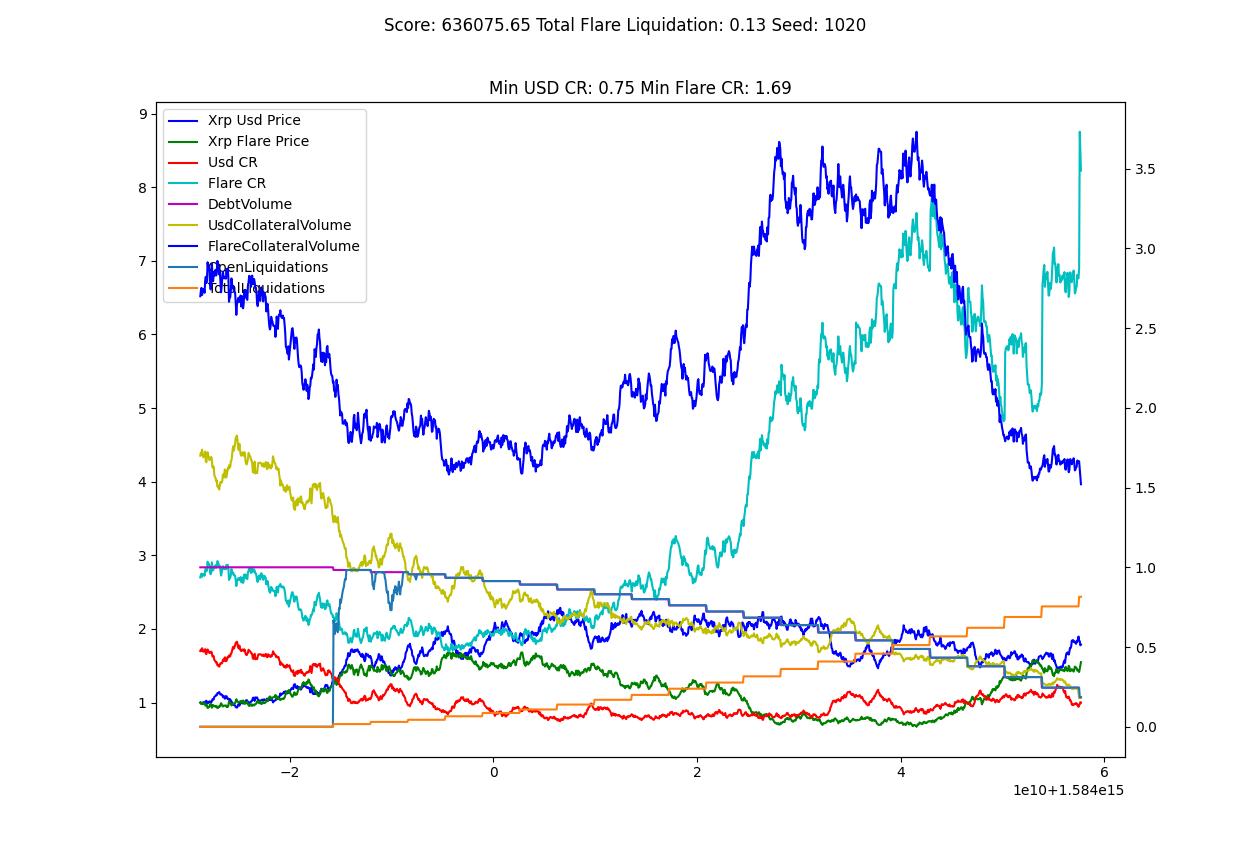 Score: 636075.65 Total Flare Liquidation: 0.13 Seed: 1020
Min USD CR: 0.75 Min Flare CR: 1.69
Xrp Usd Price
Xrp Flare Price
Usd CR
Flare CR
DebtVolume
UsdCollateralVolume
FlareCollateralVolume
OpenLiquidations
TotalLiquidations
9
8
7
6
5
4
3
2
1
3.5
3.0
2.5
2.0
1.5
1.0
0.5
0.0
−2
0
2
4
6
1e10+1.584e15